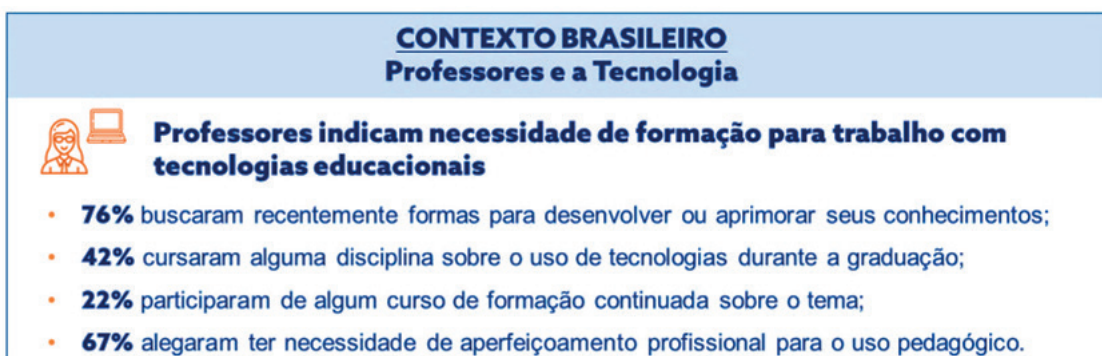 CONTEXTO BRASILEIRO
Professores e a Tecnologia
Professores indicam necessidade de formação para trabalho com
tecnologias educacionais
• 76% buscaram recentemente formas para desenvolver ou aprimorar seus conhecimentos;
• 42% cursaram alguma disciplina sobre o uso de tecnologias durante a graduação;
• 22% participaram de algum curso de formação continuada sobre o tema;
• 67% alegaram ter necessidade de aperfeiçoamento profissional para o uso pedagógico.